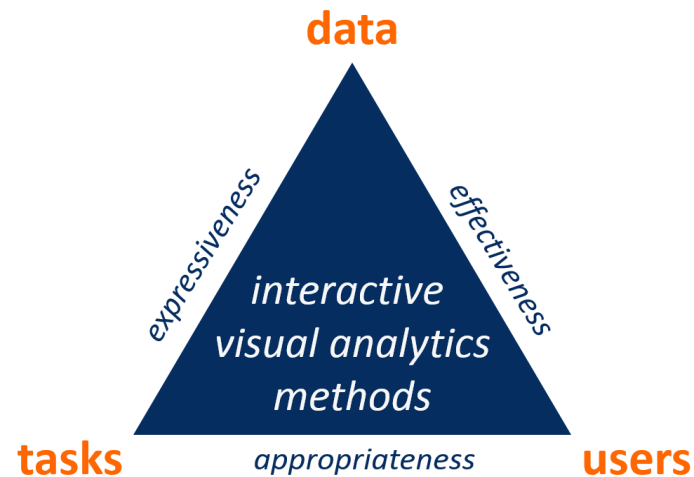 data
expressiveness
effectiveness
interactive
visual analytics
methods
tasks
appropriateness
users